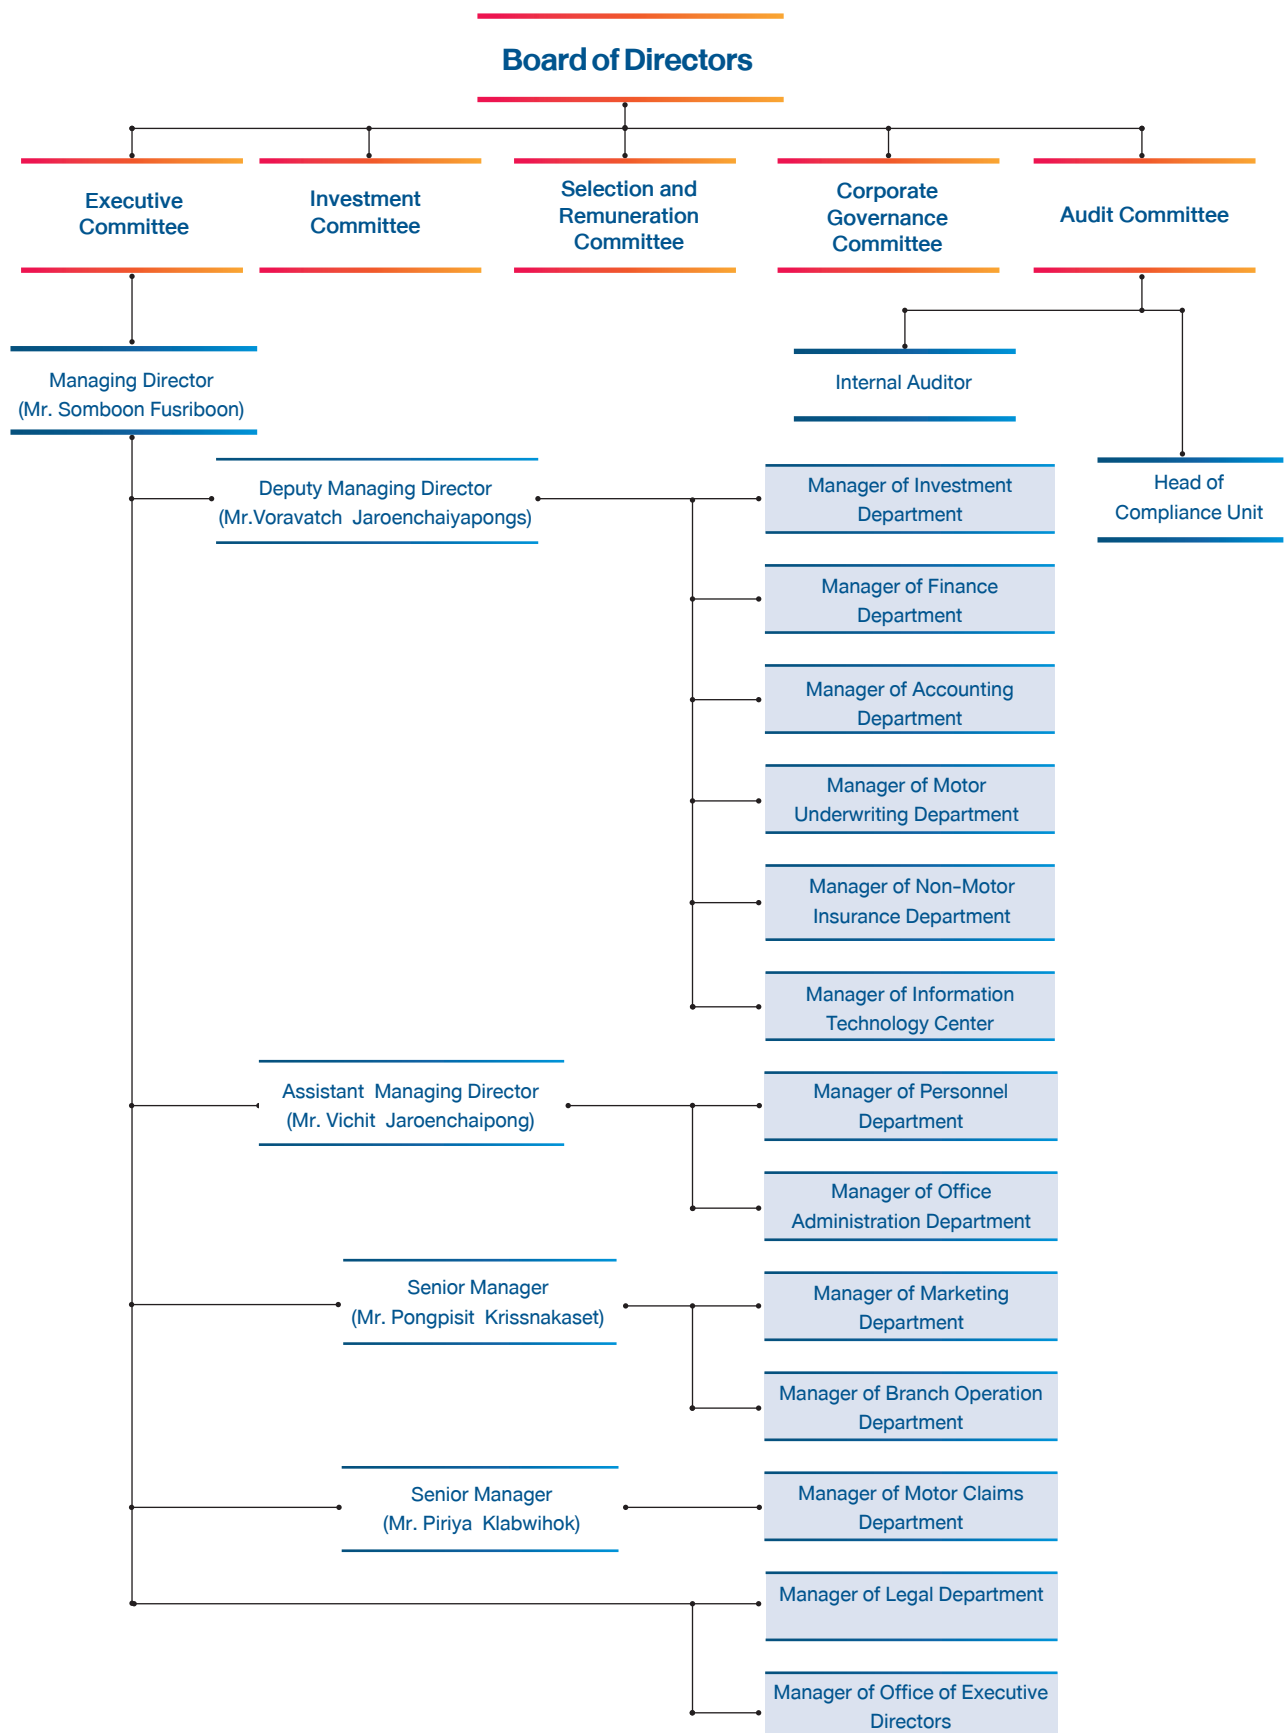 Board of Directors
Executive
Committee
Investment
Committee
Selection and
Remuneration
Committee
Corporate
Governance
Committee
Audit Committee
Managing Director
(Mr. Somboon Fusriboon)
Internal Auditor
Head of
Compliance Unit
Deputy Managing Director
(Mr.Voravatch Jaroenchaiyapongs)
Manager of Investment
Department
Manager of Finance
Department
Manager of Accounting
Department
Manager of Motor
Underwriting Department
Manager of Non-Motor
Insurance Department
Manager of Information
Technology Center
Assistant Managing Director
(Mr. Vichit Jaroenchaipong)
Manager of Personnel
Department
Manager of Office
Administration Department
Senior Manager
(Mr. Pongpisit Krissnakaset)
Manager of Marketing
Department
Manager of Branch Operation
Department
Senior Manager
(Mr. Piriya Klabwihok)
Manager of Motor Claims
Department
Manager of Legal Department
Manager of Office of Executive
Directors